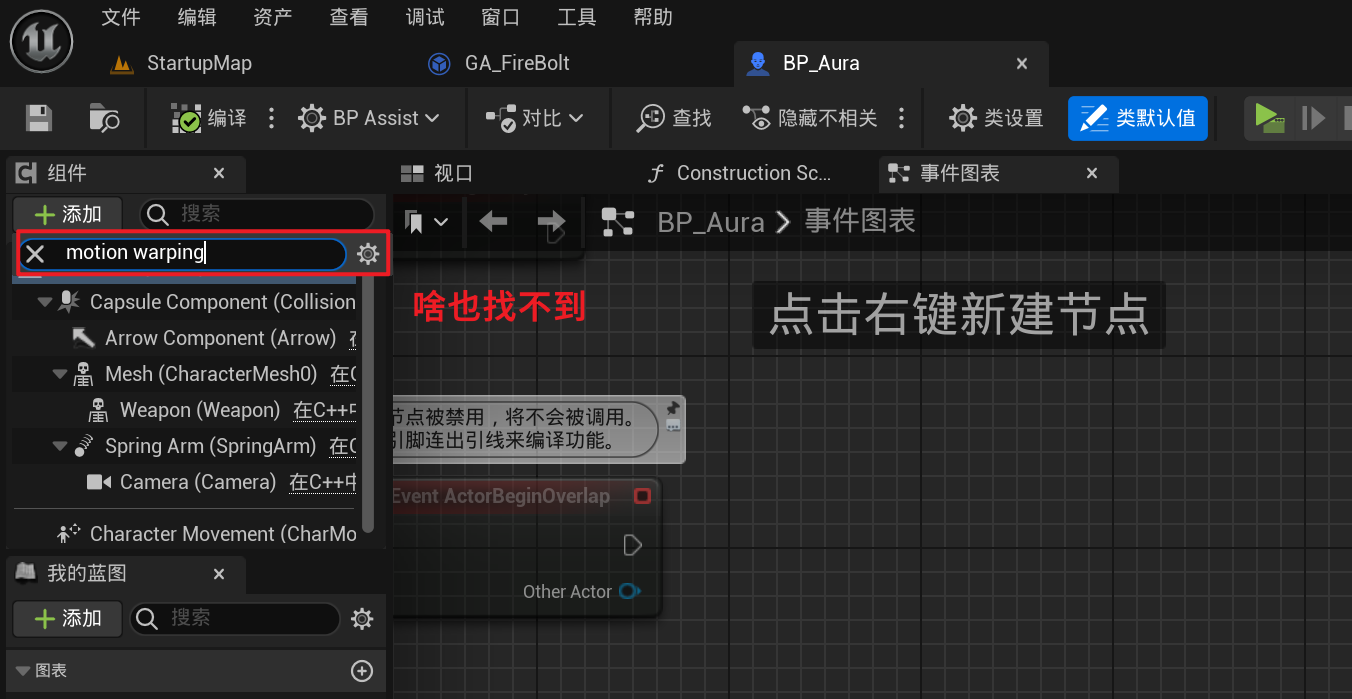 文件 编辑 资产 查看 调试 窗口 工具 帮助
StartupMap GA_FireBolt BP_Aura
编译 BP Assist 对比 查找 隐藏不相关 类设置 类默认值
组件 视口 Construction Sc... 事件图表
添加 搜索 BP_Aura 事件图表
motion warping
啥也找不到 点击右键新建节点
Capsule Component (Collision
Arrow Component (Arrow)
Mesh (CharacterMesh0) 在C
Weapon (Weapon) 在C++中
节点被禁用，将不会被调用。
引脚连出引线来编译功能。
Spring Arm (SpringArm) 在C
Camera (Camera) 在C++中
Event ActorBeginOverlap
Character Movement (CharMo
我的蓝图
Other Actor
添加 搜索
图表